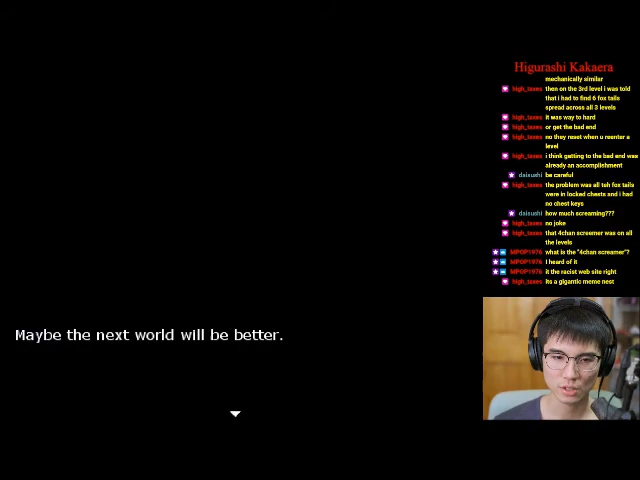 Higurashi Kakaera
mechanically similar
high_taxes then on the 3rd level i was told
that i had to find 6 fox tails
spread across all 3 levels
high_taxes it was way to hard
high_taxes or get the bad end
high_taxes no they reset when u reenter a
level
high_taxes i think getting to the bad end was
already an accomplishment
daisushi be careful
high_taxes the problem was all teh fox tails
were in locked chests and i had
no chest keys
daisushi how much screaming???
high_taxes no joke
high_taxes that 4chan screemer was on all
the levels
MPOP1976 what is the "4chan screamer"?
MPOP1976 I heard of it
MPOP1976 it the racist web site right
high_taxes its a gigantic meme nest
Maybe the next world will be better.